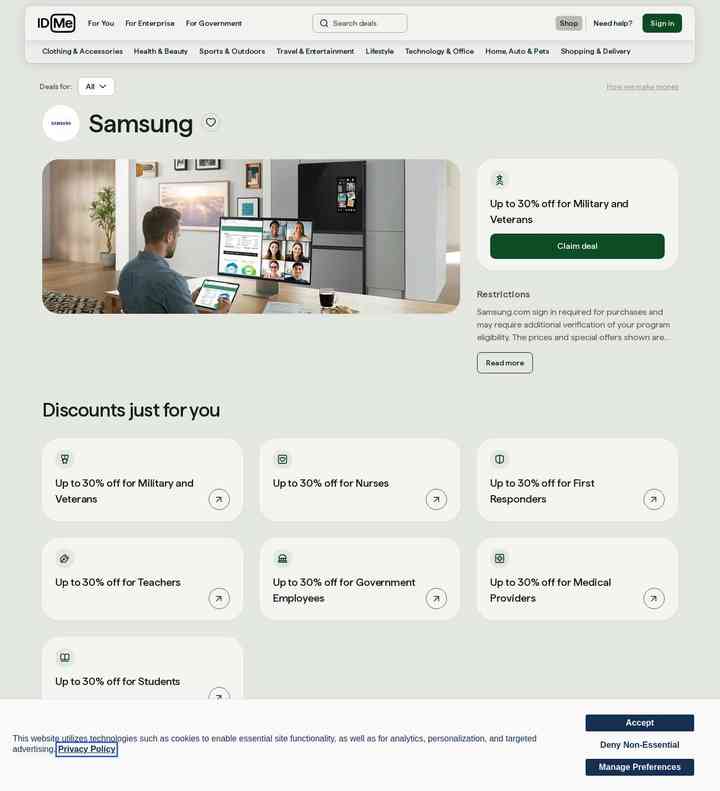 ID Me
For You
For Enterprise
For Government
Search deals
Shop
Need help?
Sign in
Clothing & Accessories
Health & Beauty
Sports & Outdoors
Travel & Entertainment
Lifestyle
Technology & Office
Home, Auto & Pets
Shopping & Delivery
Deals for:
All
How we make money
SAMSUNG
Samsung
Up to 30% off for Military and
Veterans
Claim deal
Restrictions
Samsung.com sign in required for purchases and
may require additional verification of your program
eligibility. The prices and special offers shown are...
Read more
Discounts just for you
Up to 30% off for Military and
Veterans
Up to 30% off for Nurses
Up to 30% off for First
Responders
Up to 30% off for Teachers
Up to 30% off for Government
Employees
Up to 30% off for Medical
Providers
Up to 30% off for Students
This website utilizes technologies such as cookies to enable essential site functionality, as well as for analytics, personalization, and targeted
advertising. Privacy Policy
Accept
Deny Non-Essential
Manage Preferences